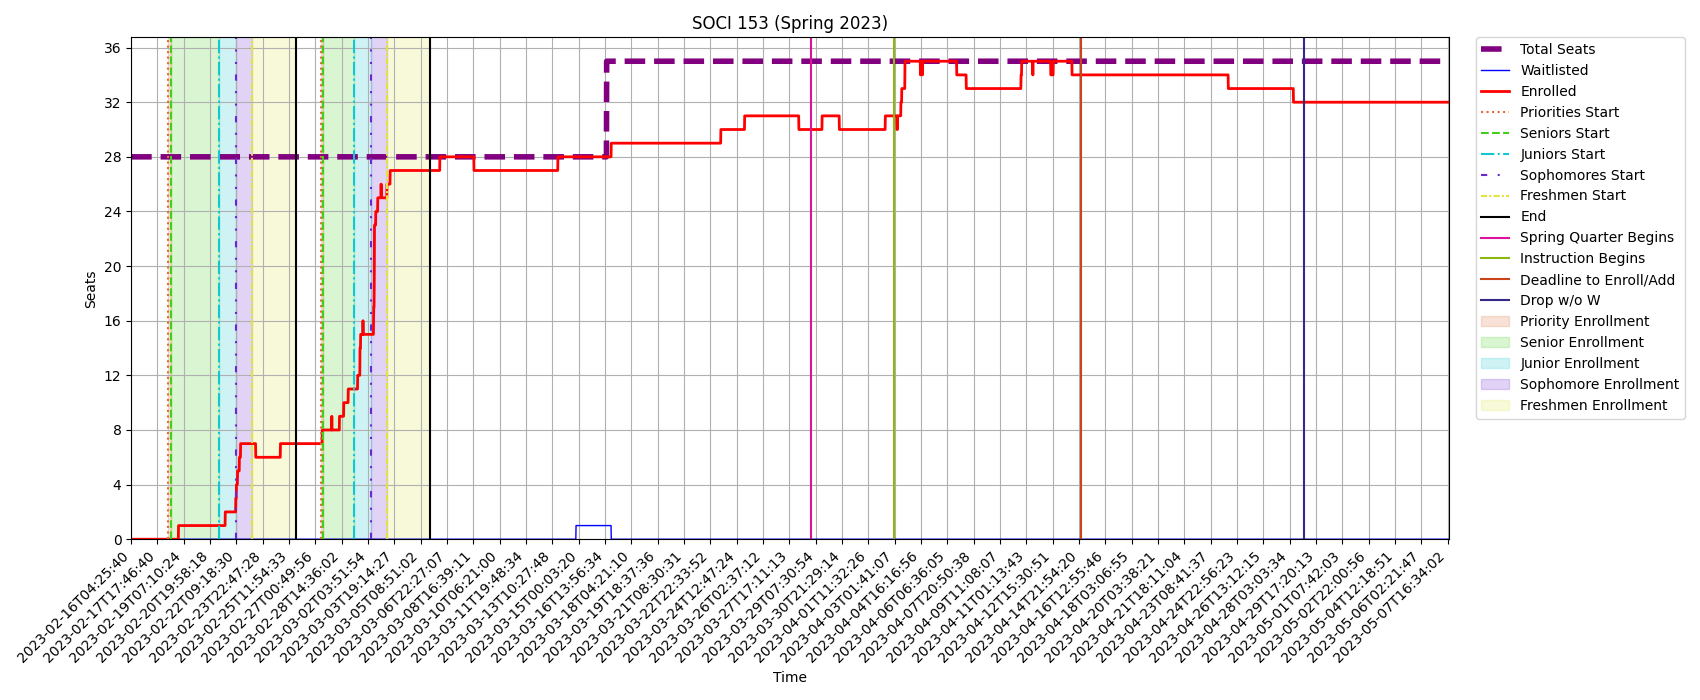 SOCI 153 (Spring 2023)
Seats
36
32
28
24
20
16
12
8
4
0
2023-02-16T04:25:40
2023-02-17T17:46:40
2023-02-19T07:10:24
2023-02-20T19:58:18
2023-02-22T09:18:30
2023-02-23T22:47:28
2023-02-25T11:54:33
2023-02-27T00:49:56
2023-02-28T14:36:02
2023-03-02T03:51:54
2023-03-03T19:14:27
2023-03-05T08:51:02
2023-03-06T22:27:07
2023-03-08T16:39:11
2023-03-10T06:21:00
2023-03-11T19:48:34
2023-03-13T10:27:48
2023-03-15T00:03:20
2023-03-16T13:56:34
2023-03-18T04:21:10
2023-03-19T18:37:36
2023-03-21T08:30:31
2023-03-22T22:33:52
2023-03-24T12:47:24
2023-03-26T02:37:12
2023-03-27T17:11:13
2023-03-29T07:30:54
2023-03-30T21:29:14
2023-04-01T11:32:26
2023-04-03T01:41:07
2023-04-04T16:16:56
2023-04-06T06:36:05
2023-04-07T20:50:38
2023-04-09T11:08:07
2023-04-11T01:13:43
2023-04-12T15:30:51
2023-04-14T21:54:20
2023-04-16T12:55:46
2023-04-18T03:06:55
2023-04-20T03:38:21
2023-04-21T18:11:04
2023-04-23T08:41:37
2023-04-24T22:56:23
2023-04-26T13:12:15
2023-04-28T03:03:34
2023-04-29T17:20:13
2023-05-01T07:42:03
2023-05-02T22:00:56
2023-05-04T12:18:51
2023-05-06T02:21:47
2023-05-07T16:34:02
Time
Total Seats
Waitlisted
Enrolled
Priorities Start
Seniors Start
Juniors Start
Sophomores Start
Freshmen Start
End
Spring Quarter Begins
Instruction Begins
Deadline to Enroll/Add
Drop w/o W
Priority Enrollment
Senior Enrollment
Junior Enrollment
Sophomore Enrollment
Freshmen Enrollment